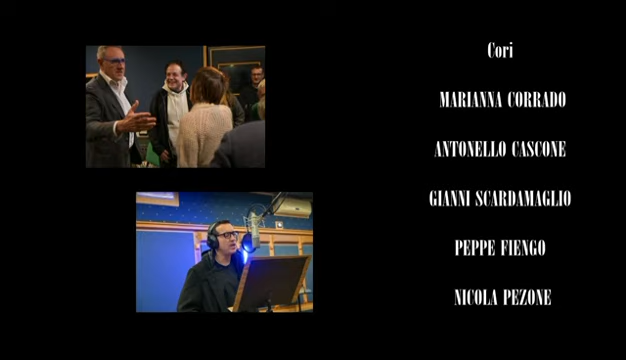 Cori
MARIANNA CORRADO
ANTONELLO CASCONE
GIANNI SCARDAMAGLIO
PEPPE FIENGO
NICOLA PEZONE